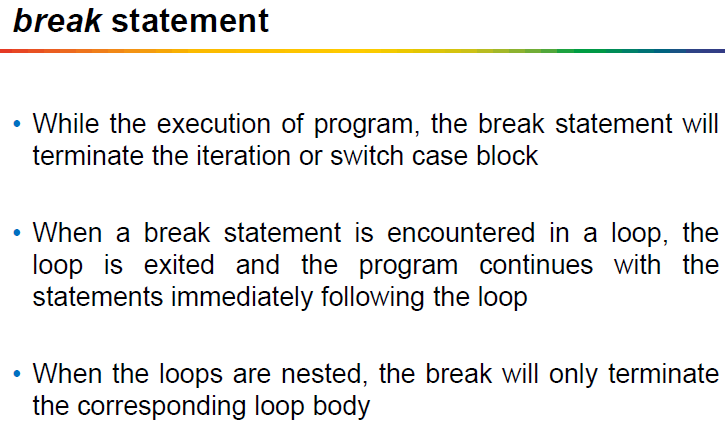 break statement
• While the execution of program, the break statement will
terminate the iteration or switch case block
• When a break statement is encountered in a loop, the
loop is exited and the program continues with the
statements immediately following the loop
• When the loops are nested, the break will only terminate
the corresponding loop body